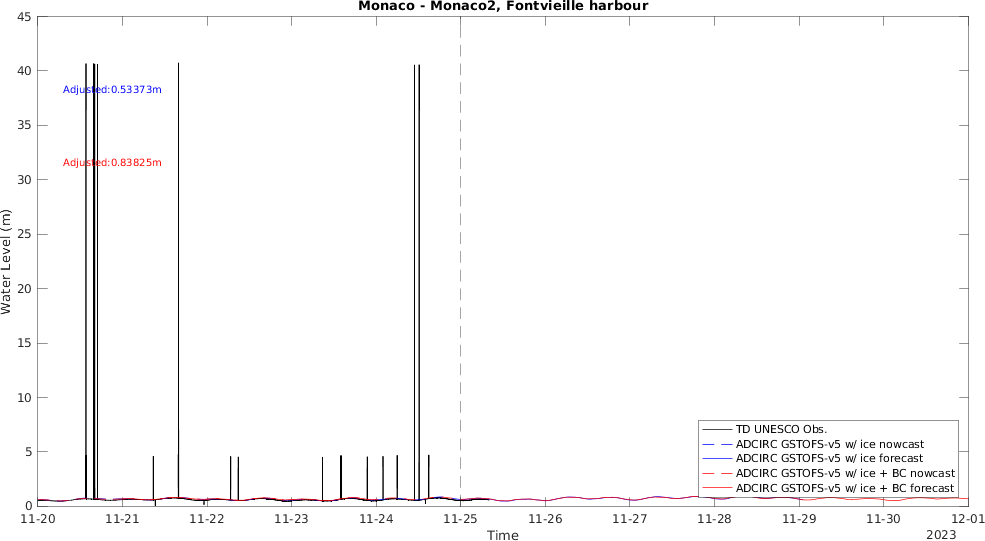 Monaco - Monaco2, Fontvieille harbour
45
40
35
30
25
20
15
10
5
0
Water Level (m)
Adjusted:0.53373m
Adjusted:0.83825m
TD UNESCO Obs.
ADCIRC GSTOFS-v5 w/ ice nowcast
ADCIRC GSTOFS-v5 w/ ice forecast
ADCIRC GSTOFS-v5 w/ ice + BC nowcast
ADCIRC GSTOFS-v5 w/ ice + BC forecast
11-20 11-21 11-22 11-23 11-24 11-25 11-26 11-27 11-28 11-29 11-30 12-01
Time
2023